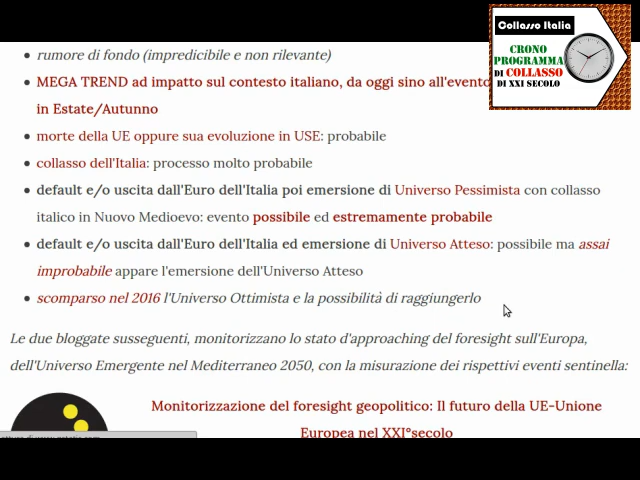 Collasso Italia
CRONO
PROGRAMMA
DI COLLASSO
DI XXI SECOLO
rumore di fondo (impredicibile e non rilevante)
MEGA TREND ad impatto sul contesto italiano, da oggi sino all'evento
in Estate/Autunno
morte della UE oppure sua evoluzione in USE: probabile
collasso dell'Italia: processo molto probabile
default e/o uscita dall'Euro dell'Italia poi emersione di Universo Pessimista con collasso
italico in Nuovo Medioevo: evento possibile ed estremamente probabile
default e/o uscita dall'Euro dell'Italia ed emersione di Universo Atteso: possibile ma assai
improbabile appare l'emersione dell'Universo Atteso
scomparso nel 2016 l'Universo Ottimista e la possibilità di raggiungerlo
Le due bloggate susseguenti, monitorizzano lo stato d'approaching del foresight sull'Europa,
dell'Universo Emergente nel Mediterraneo 2050, con la misurazione dei rispettivi eventi sentinella:
Monitorizzazione del foresight geopolitico: Il futuro della UE-Unione
Europea nel XXI°secolo